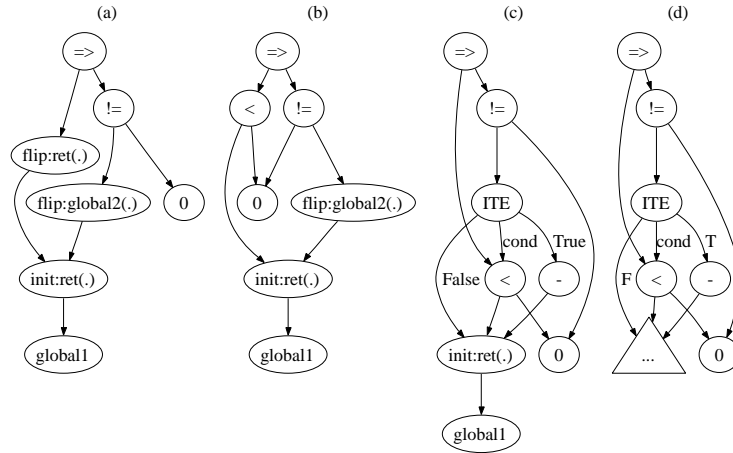 (a)
(b)
(c)
(d)
=>
=>
=>
=>
!=
<
!=
!=
!=
flip:ret(.)
flip:global2(.)
0
0
flip:global2(.)
ITE
ITE
cond
True
cond
T
init:ret(.)
init:ret(.)
False
<
-
F
<
-
global1
global1
init:ret(.)
0
...
0
global1